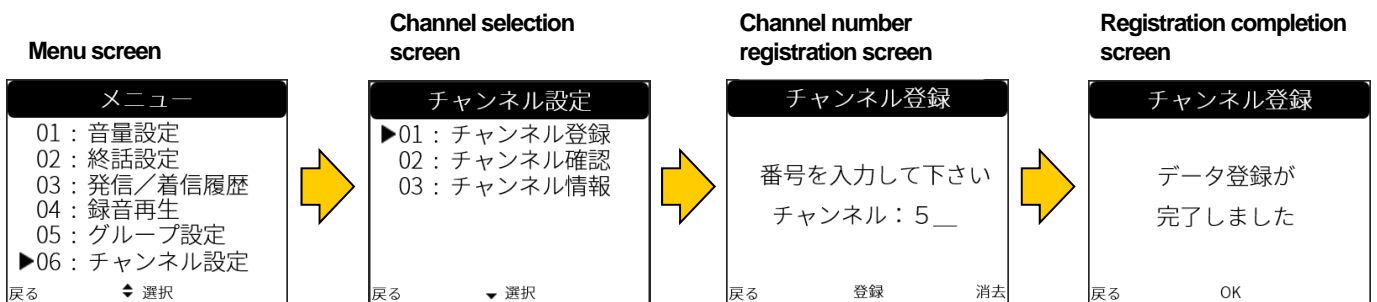 Menu screen
メニュー
01：音量設定
02：終話設定
03：発信／着信履歴
04：録音再生
05：グループ設定
▶06：チャンネル設定
戻る
選択
Channel selection
screen
チャンネル設定
▶01：チャンネル登録
02：チャンネル確認
03：チャンネル情報
戻る
選択
Channel number
registration screen
チャンネル登録
番号を入力して下さい
チャンネル：５＿
戻る
登録
消去
Registration completion
screen
チャンネル登録
データ登録が
完了しました
戻る
OK